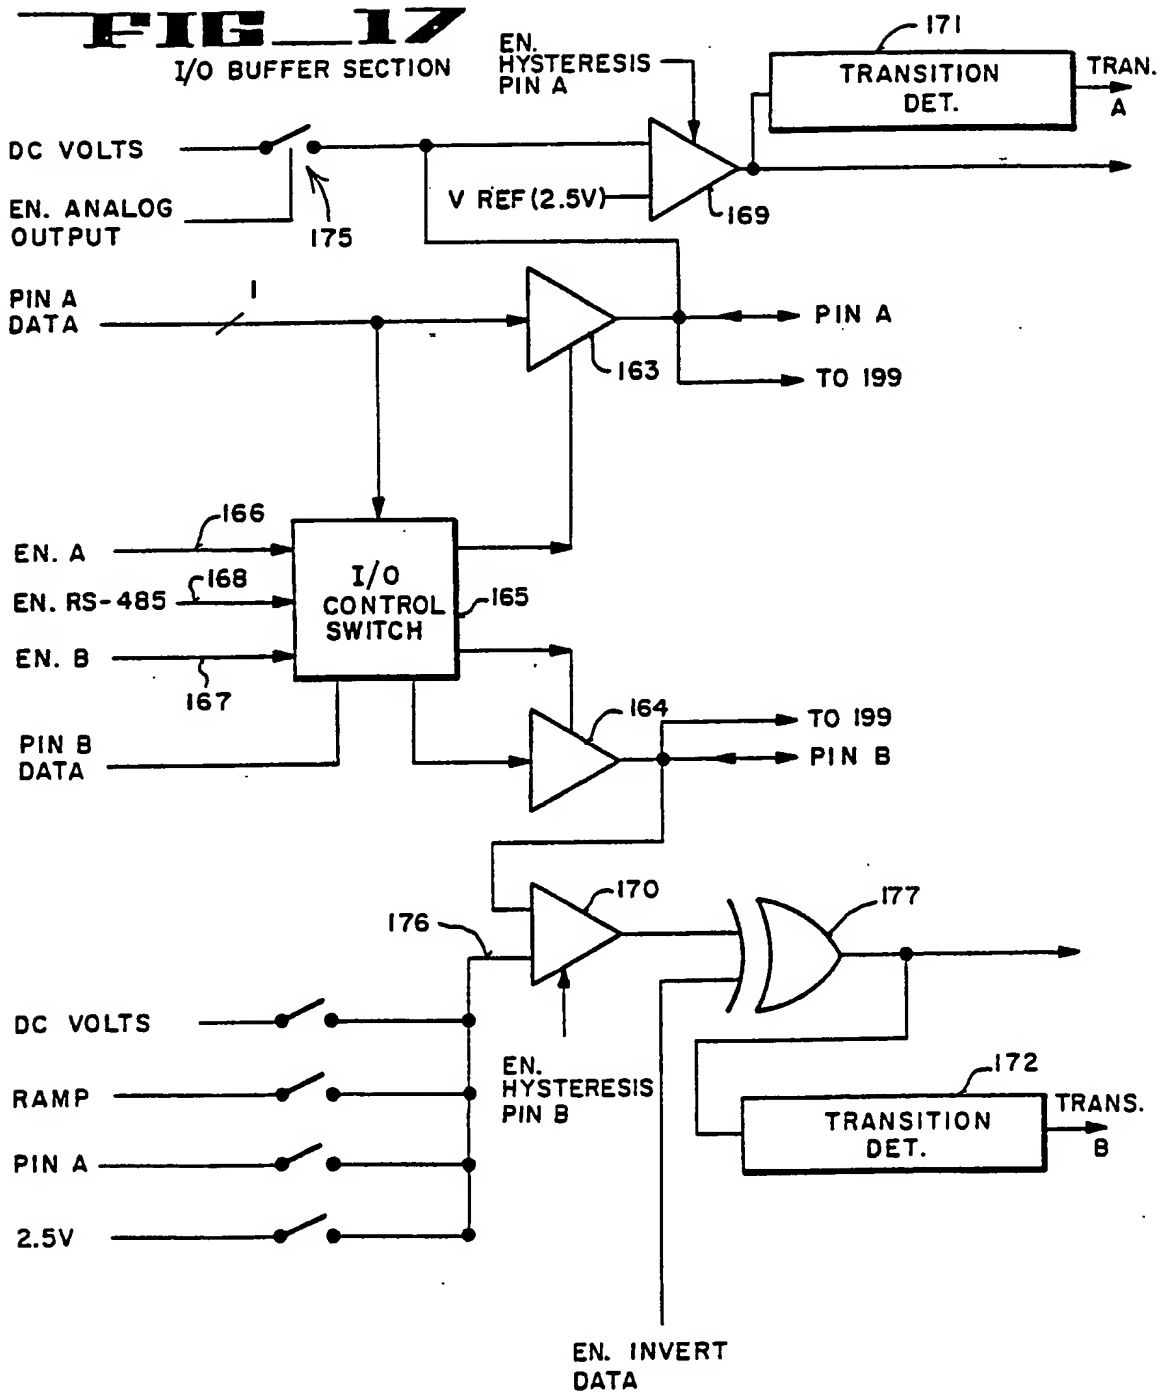 FIG_17
I/O BUFFER SECTION
EN.
HYSTERESIS
PIN A
171
TRANSITION
DET.
TRAN.
A
DC VOLTS
V REF (2.5V)
169
EN. ANALOG
OUTPUT
175
PIN A
DATA
1
163
PIN A
TO 199
166
EN. A
168
EN. RS-485
I/O
CONTROL
SWITCH
165
EN. B
167
PIN B
DATA
164
TO 199
PIN B
170
176
177
DC VOLTS
RAMP
PIN A
2.5V
EN.
HYSTERESIS
PIN B
172
TRANSITION
DET.
TRANS.
B
EN. INVERT
DATA